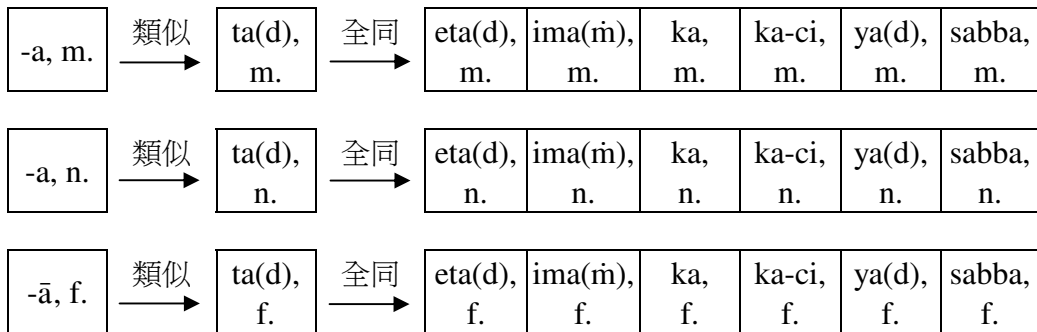 -a, m. 類似 ta(d), m. 全同 eta(d), m. ima(ṁ), m. ka, m. ka-ci, m. ya(d), m. sabba, m.
-a, n. 類似 ta(d), n. 全同 eta(d), n. ima(ṁ), n. ka, n. ka-ci, n. ya(d), n. sabba, n.
-ā, f. 類似 ta(d), f. 全同 eta(d), f. ima(ṁ), f. ka, f. ka-ci, f. ya(d), f. sabba, f.